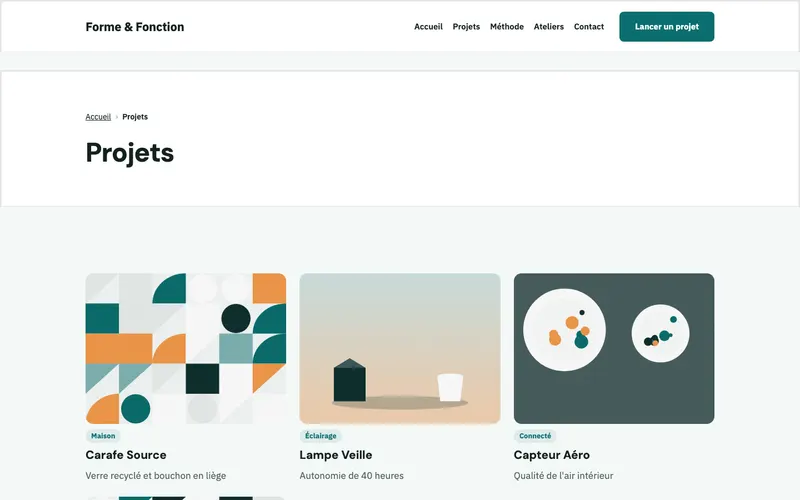 Forme & Fonction
Accueil Projets Méthode Ateliers Contact Lancer un projet
Accueil › Projets
Projets
Maison Éclairage Connecté
Carafe Source Lampe Veille Capteur Aéro
Verre recyclé et bouchon en liège Autonomie de 40 heures Qualité de l'air intérieur